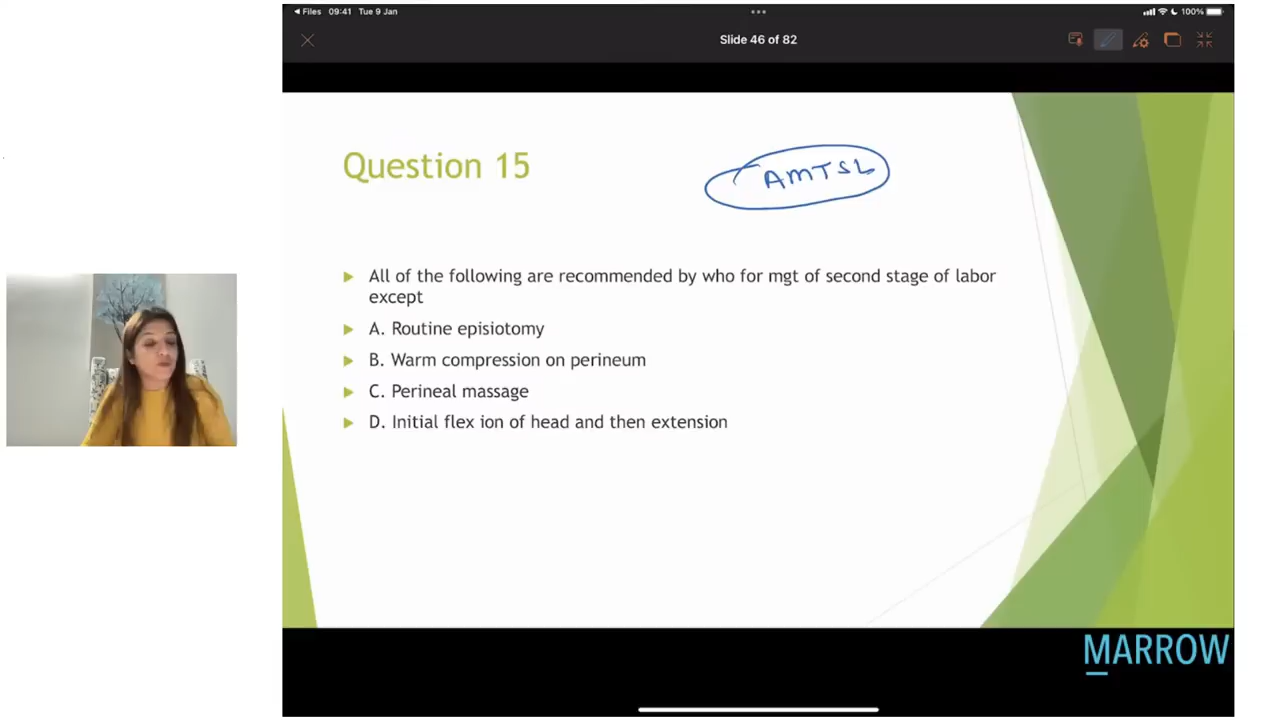 Files 09:41 Tue 9 Jan
100%
Slide 46 of 82
Question 15
AMTSL
All of the following are recommended by who for mgt of second stage of labor
except
A. Routine episiotomy
B. Warm compression on perineum
C. Perineal massage
D. Initial flex ion of head and then extension
MARROW